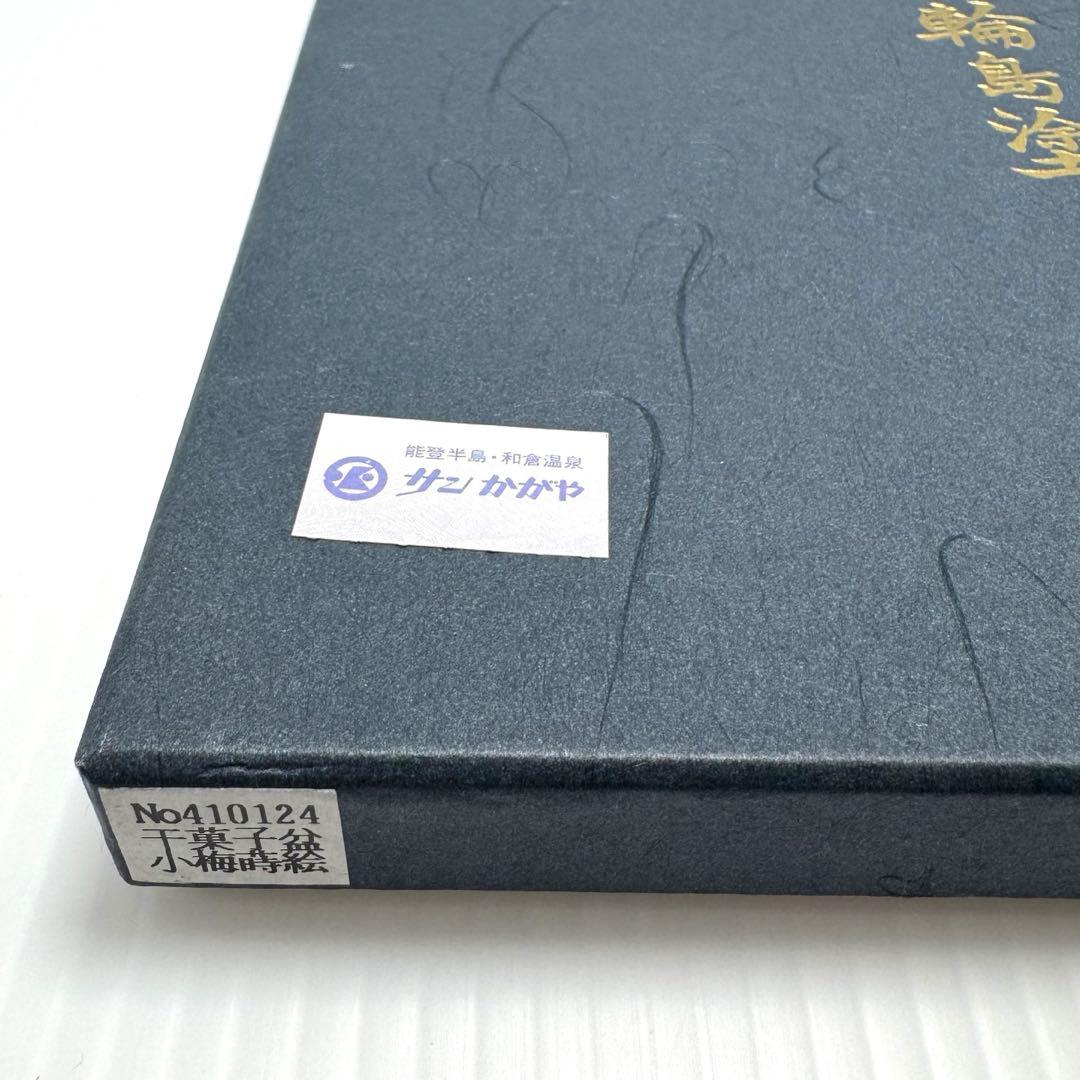 輪島塗
能登半島・和倉温泉
サンかがや
No410124
干菓子盆
小梅蒔絵